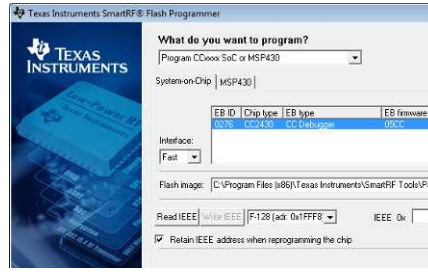 Texas Instruments SmartRF® Flash Programmer
What do you want to program?
TEXAS
INSTRUMENTS
Program CCxxxx SoC or MSP430
System-on-Chip MSP430
EB ID Chip type EB type EB firmware
0276 CC2430 CC Debugger 05CC
Interface:
Fast
Low-Power RF
Flash image: C:\Program Files (x86)\Texas Instruments\SmartRF Tools\
Read IEEE Write IEEE F-128 (adr: 0x1FFF8 IEEE 0x
Retain IEEE address when reprogramming the chip